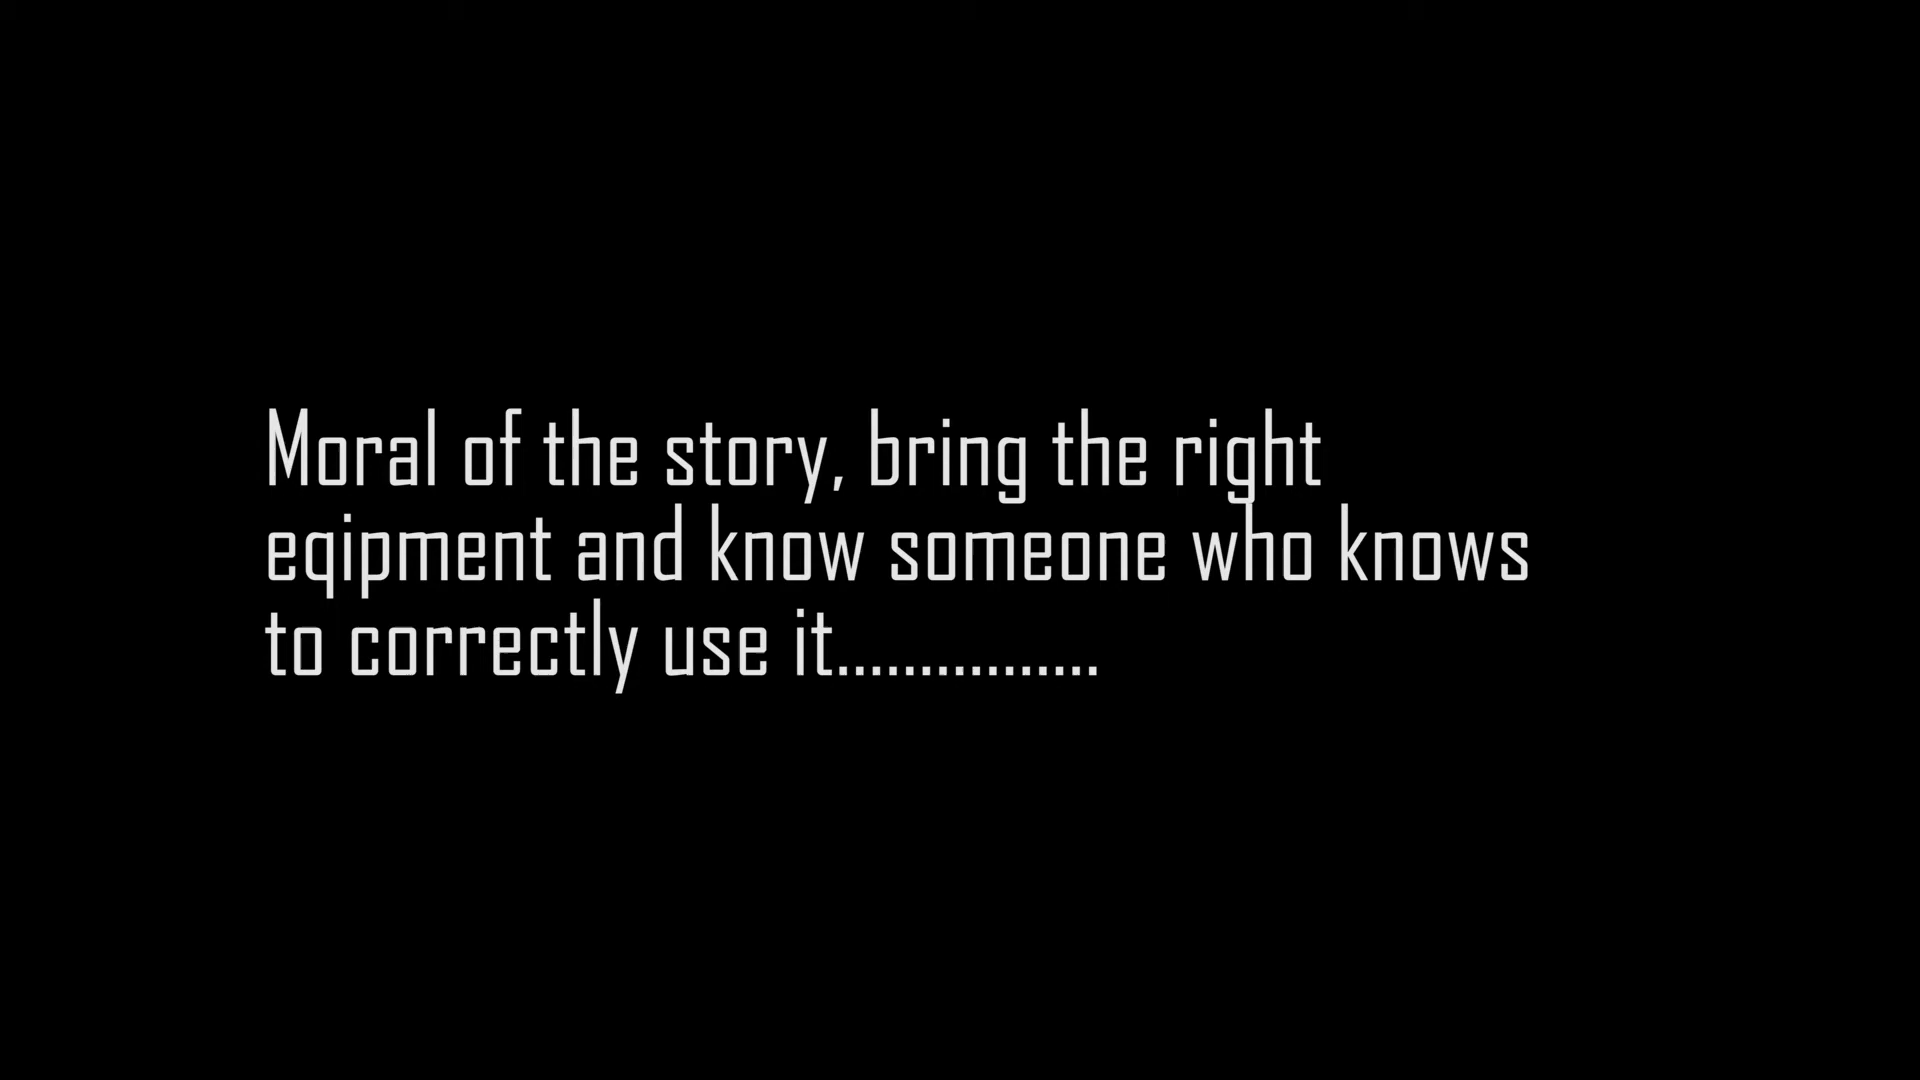 Moral of the story, bring the right
eqipment and know someone who knows
to correctly use it................